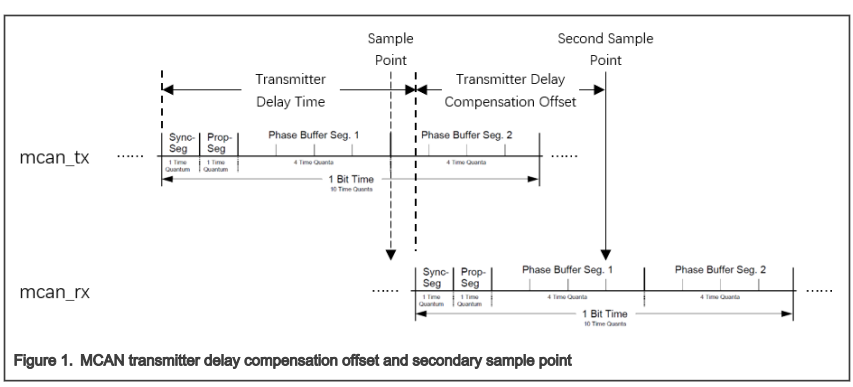 Sample
Point
Second Sample
Point
Transmitter
Delay Time
Transmitter Delay
Compensation Offset
mcan_tx
......
Sync-
Seg
Prop-
Seg
Phase Buffer Seg. 1
Phase Buffer Seg. 2
......
1 Time
Quantum
1 Time
Quantum
4 Time Quanta
4 Time Quanta
1 Bit Time
10 Time Quanta
mcan_rx
......
Sync-
Seg
Prop-
Seg
Phase Buffer Seg. 1
Phase Buffer Seg. 2
......
1 Time
Quantum
1 Time
Quantum
4 Time Quanta
4 Time Quanta
1 Bit Time
10 Time Quanta
Figure 1. MCAN transmitter delay compensation offset and secondary sample point